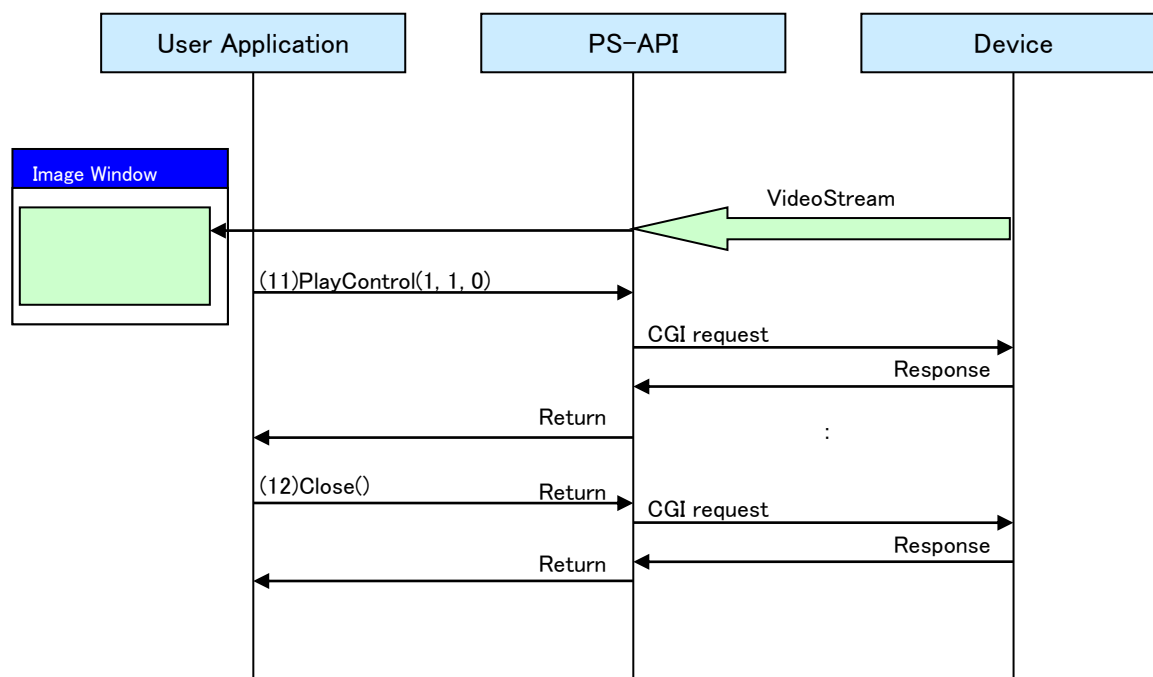 User Application
PS-API
Device
Image Window
VideoStream
(11)PlayControl(1, 1, 0)
CGI request
Response
Return
:
(12)Close()
Return
CGI request
Response
Return